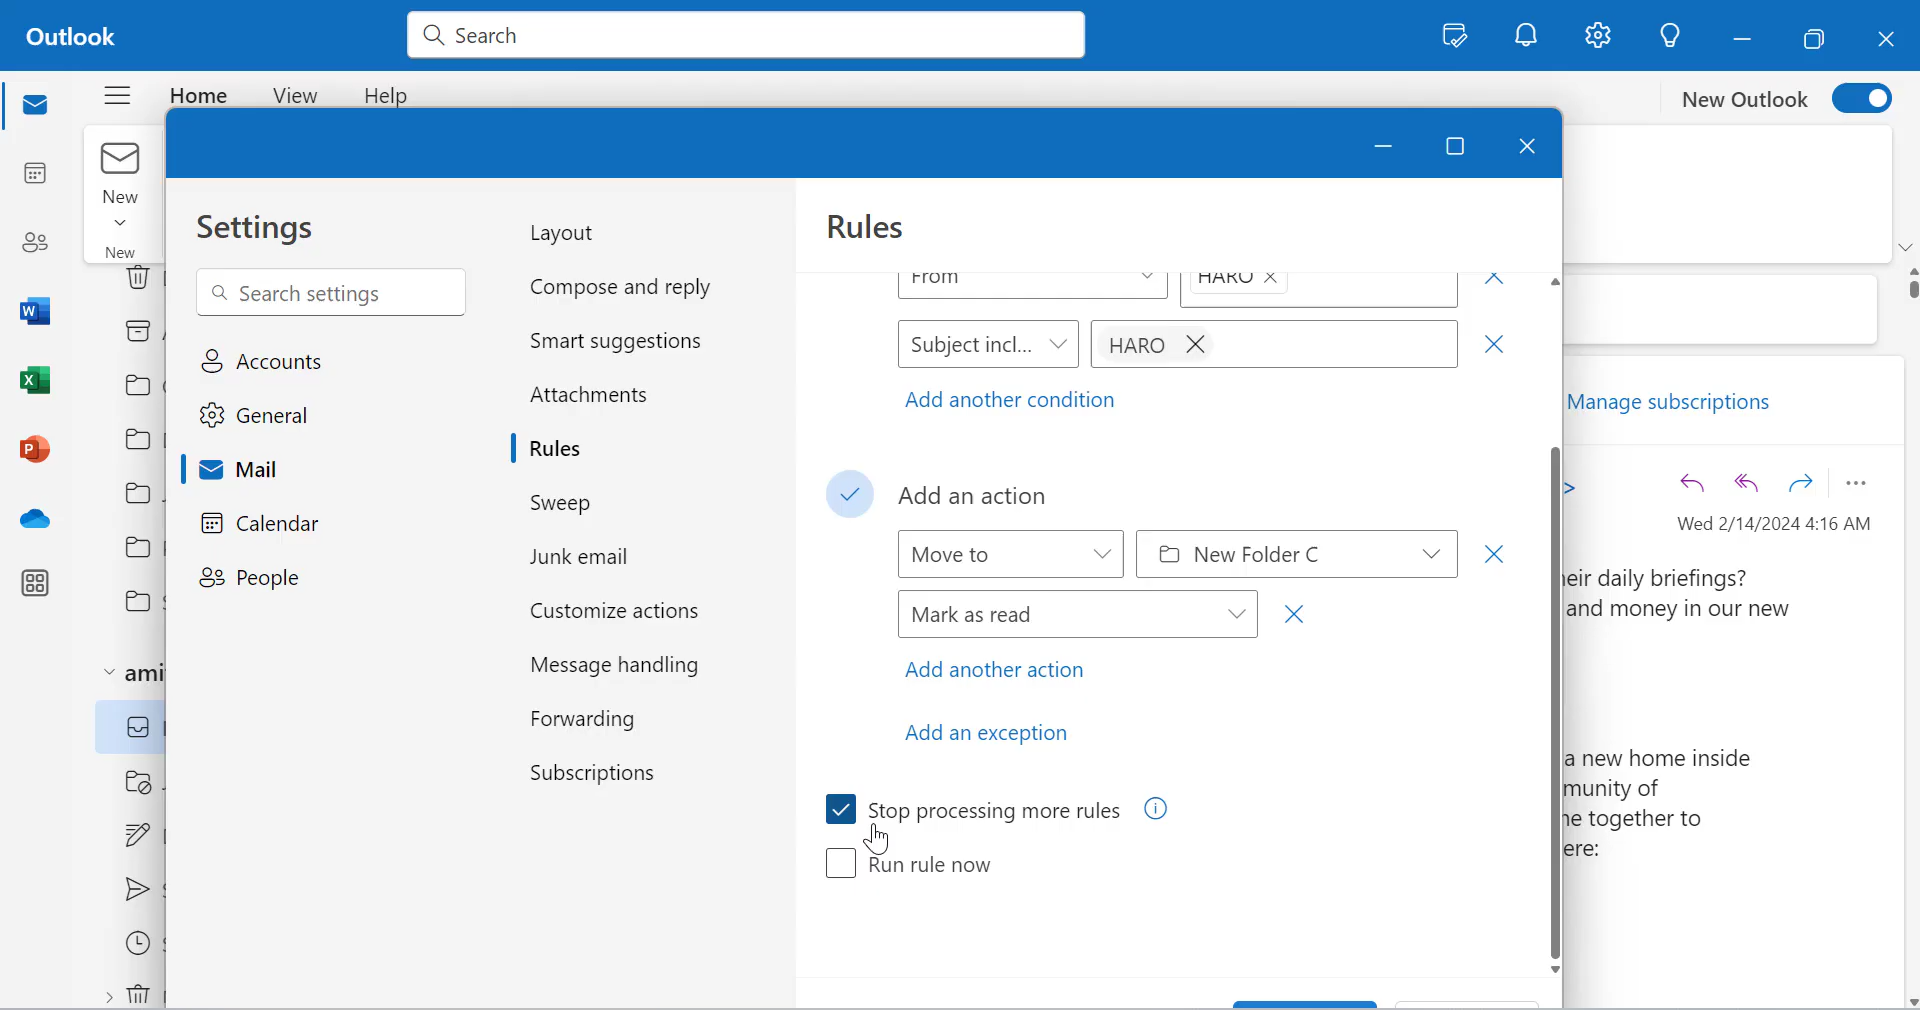 Outlook
Search
Home View Help
New Outlook
New
New
Settings
Search settings
Accounts
General
Mail
Calendar
People
Layout
Compose and reply
Smart suggestions
Attachments
Rules
Sweep
Junk email
Customize actions
Message handling
Forwarding
Subscriptions
Rules
From HARO
Subject incl... HARO
Add another condition
Add an action
Move to New Folder C
Mark as read
Add another action
Add an exception
Stop processing more rules
Run rule now
Manage subscriptions
>
Wed 2/14/2024 4:16 AM
eir daily briefings?
and money in our new
a new home inside
munity of
e together to
ere:
ami